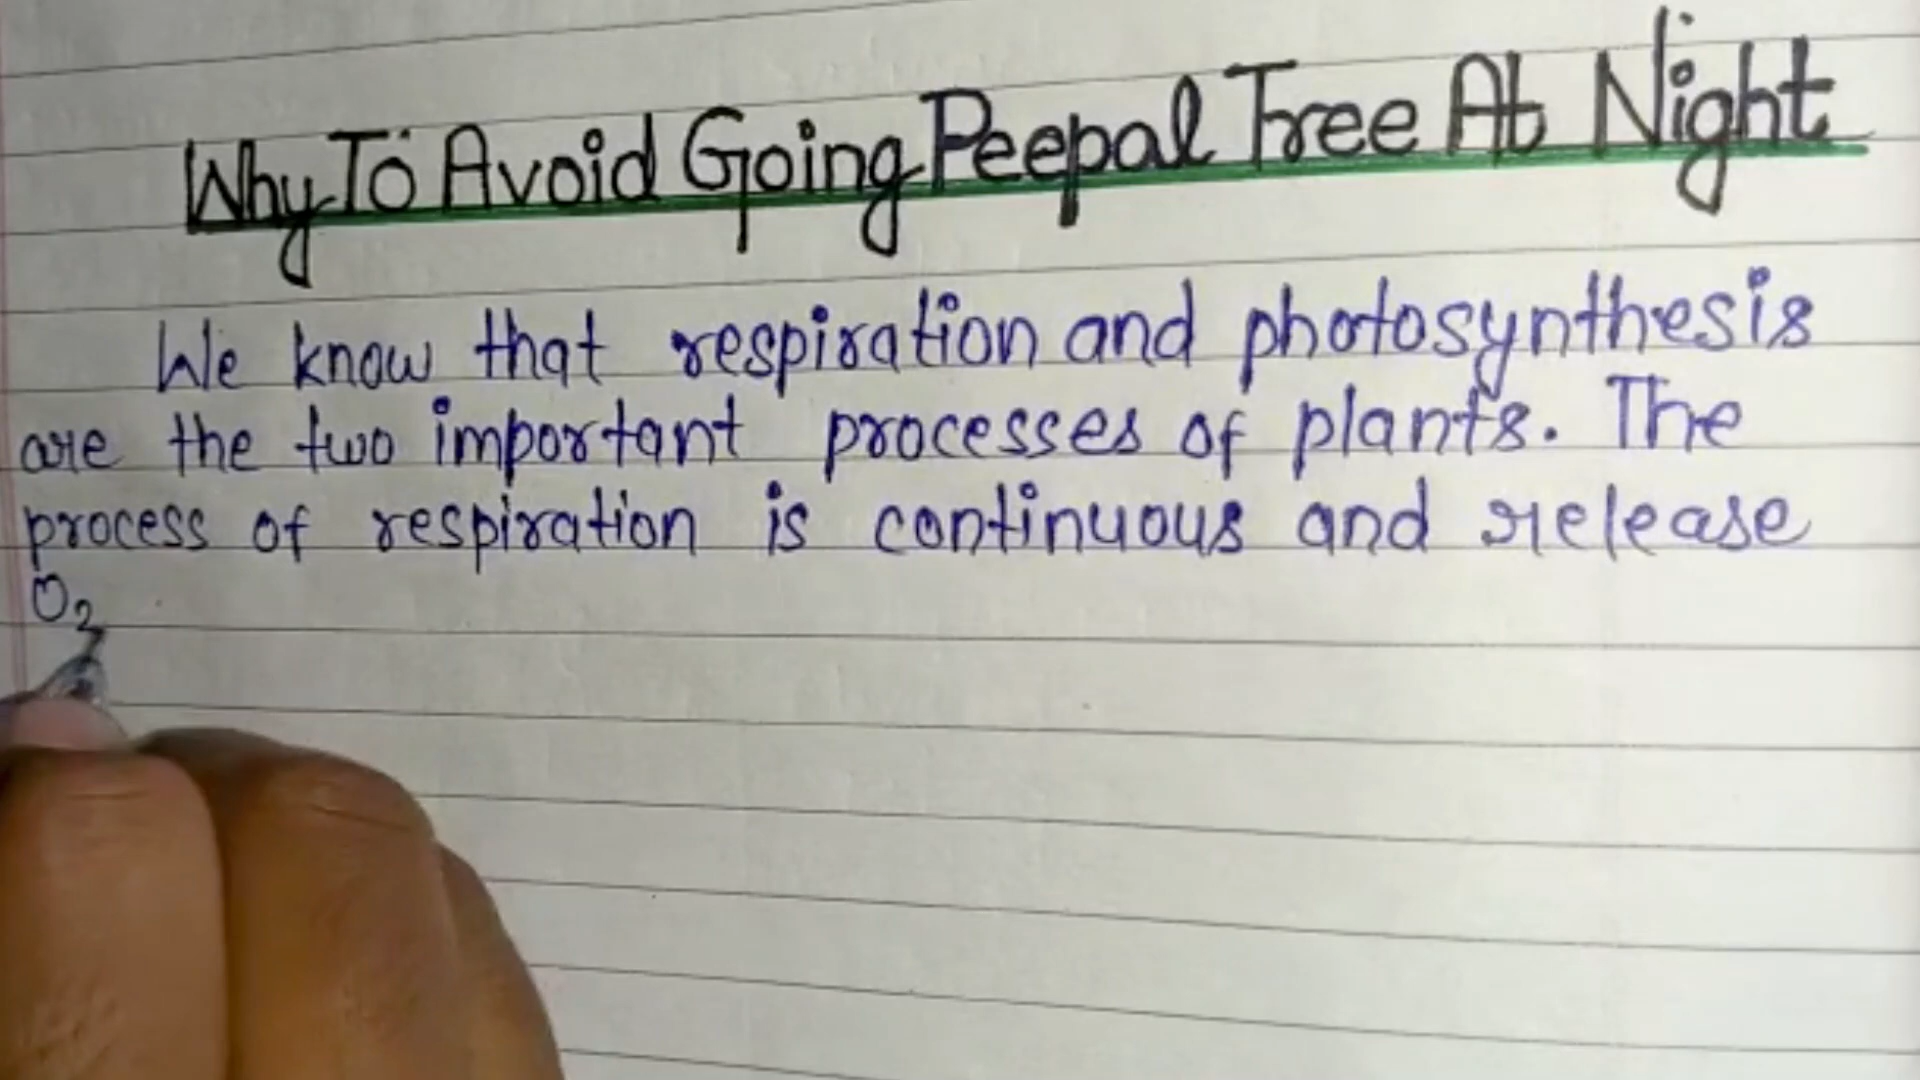 Why To Avoid Going Peepal Tree At Night
We know that respiration and photosynthesis
are the two important processes of plants. The
process of respiration is continuous and release
O₂